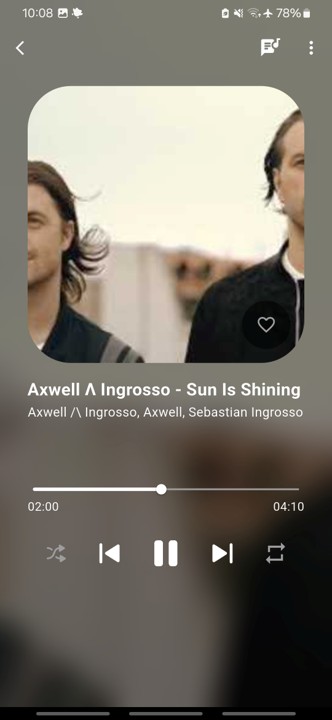 10:08
78%
Axwell Λ Ingrosso - Sun Is Shining
Axwell /\ Ingrosso, Axwell, Sebastian Ingrosso
02:00
04:10